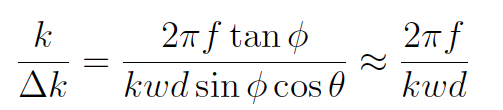 k/Δk = 2πf tan ϕ / kwd sin ϕ cos θ ≈ 2πf / kwd